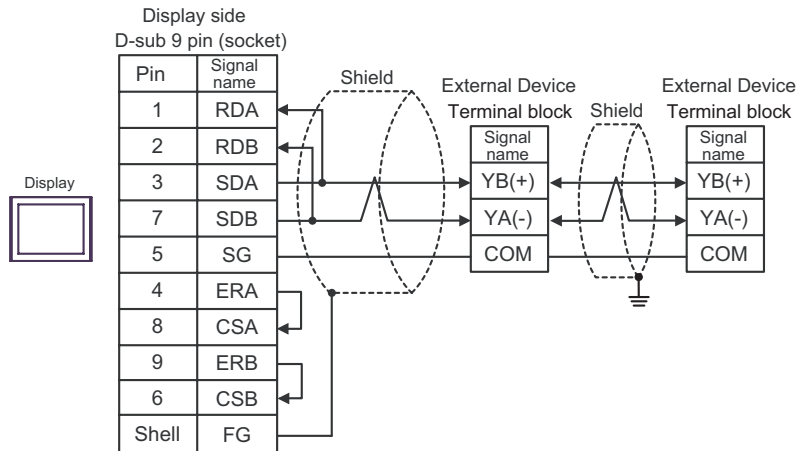 Display side
D-sub 9 pin (socket)
Pin Signal name
1 RDA
2 RDB
3 SDA
7 SDB
5 SG
4 ERA
8 CSA
9 ERB
6 CSB
Shell FG
Display
Shield
External Device
Terminal block
Signal
name
YB(+)
YA(-)
COM
Shield
External Device
Terminal block
Signal
name
YB(+)
YA(-)
COM